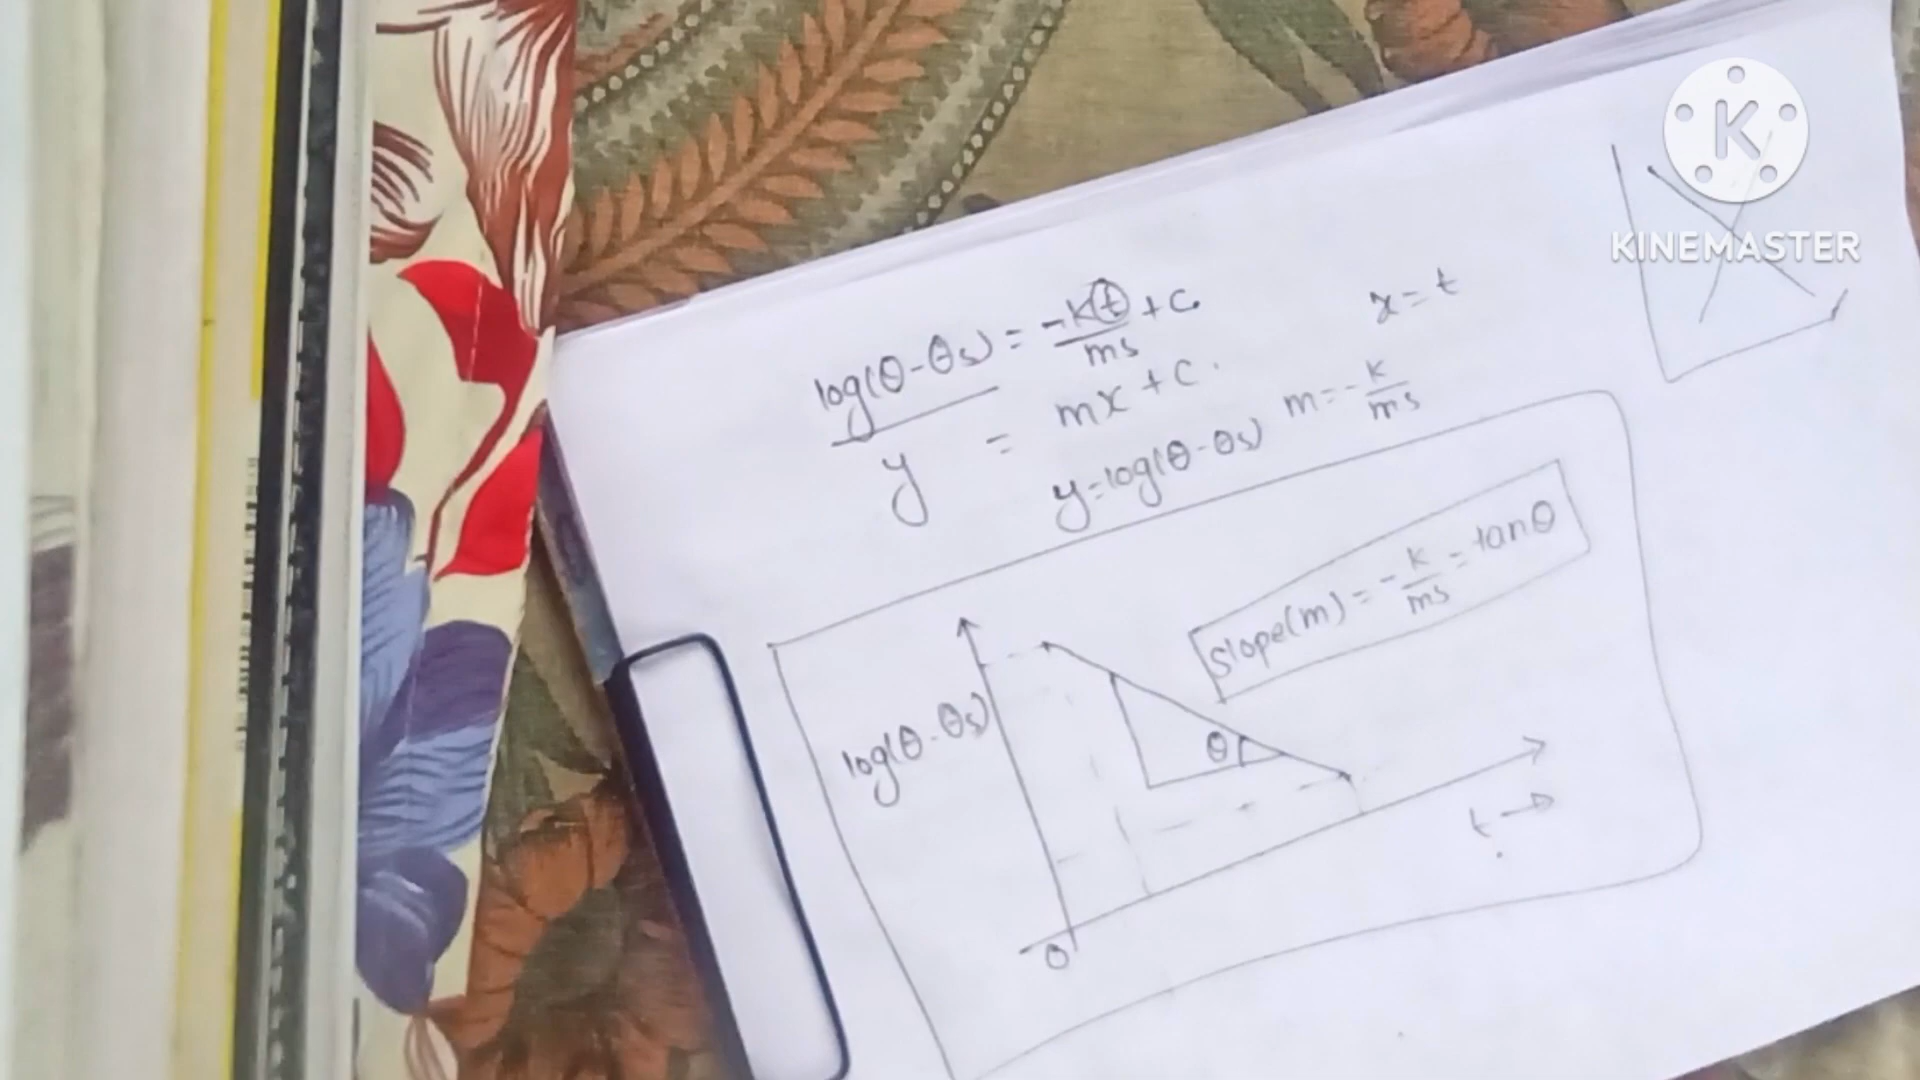 K
KINEMASTER
log(θ-θs) = -k(t)/ms + c
x = t
y = mx + c.
m = -k/ms
y = log(θ-θs)
slope(m) = -k/ms = tanθ
log(θ-θs)
θ
t →
0